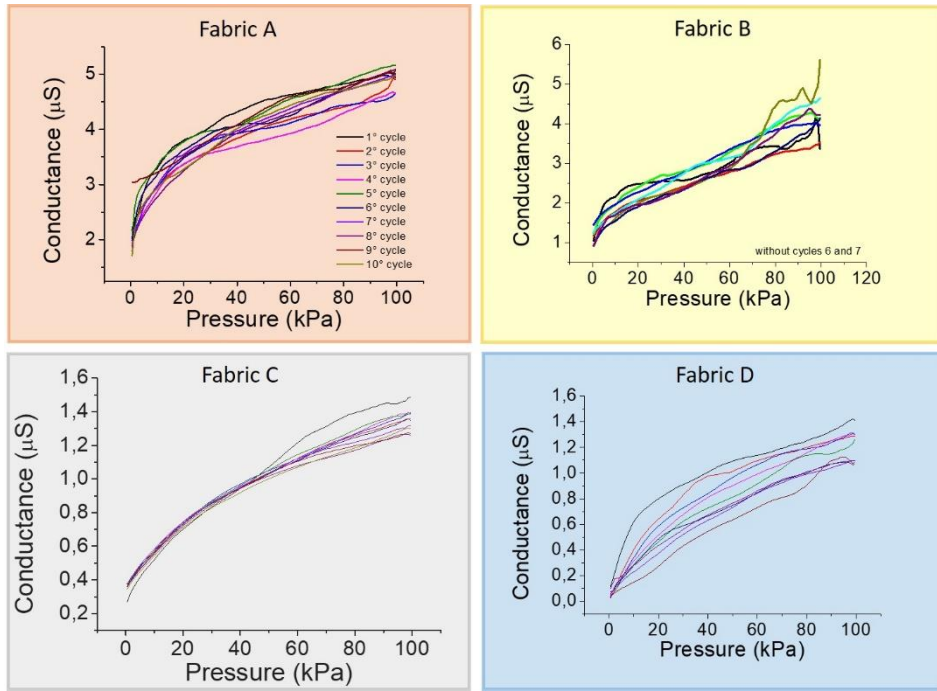 Fabric A
Conductance (μS)
5
4
3
2
0 20 40 60 80 100
Pressure (kPa)
1° cycle
2° cycle
3° cycle
4° cycle
5° cycle
6° cycle
7° cycle
8° cycle
9° cycle
10° cycle
Fabric B
Conductance (μS)
6
5
4
3
2
1
0 20 40 60 80 100 120
Pressure (kPa)
without cycles 6 and 7
Fabric C
Conductance (μS)
1,6
1,4
1,2
1,0
0,8
0,6
0,4
0,2
0 20 40 60 80 100
Pressure (kPa)
Fabric D
Conductance (μS)
1,6
1,4
1,2
1,0
0,8
0,6
0,4
0,2
0,0
0 20 40 60 80 100
Pressure (kPa)